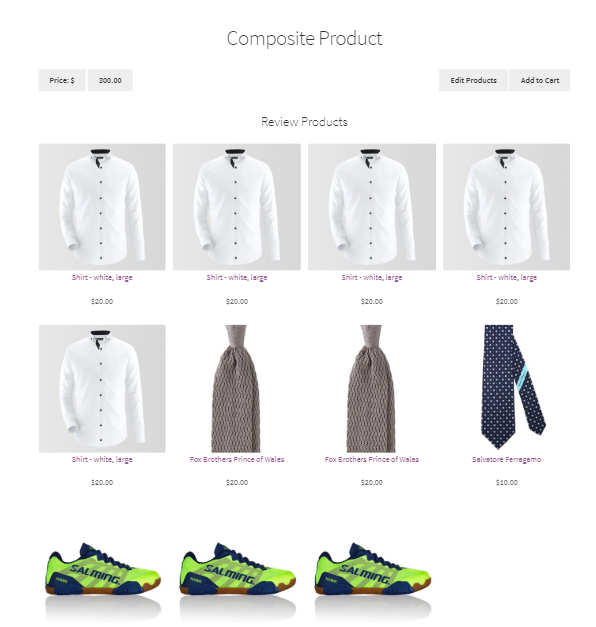 Composite Product
Price: $ 300.00 Edit Products Add to Cart
Review Products
Shirt - white, large Shirt - white, large Shirt - white, large Shirt - white, large
$20.00 $20.00 $20.00 $20.00
Shirt - white, large Fox Brothers Prince of Wales Fox Brothers Prince of Wales Salvatore Ferragamo
$20.00 $20.00 $20.00 $10.00
SALMING SALMING SALMING